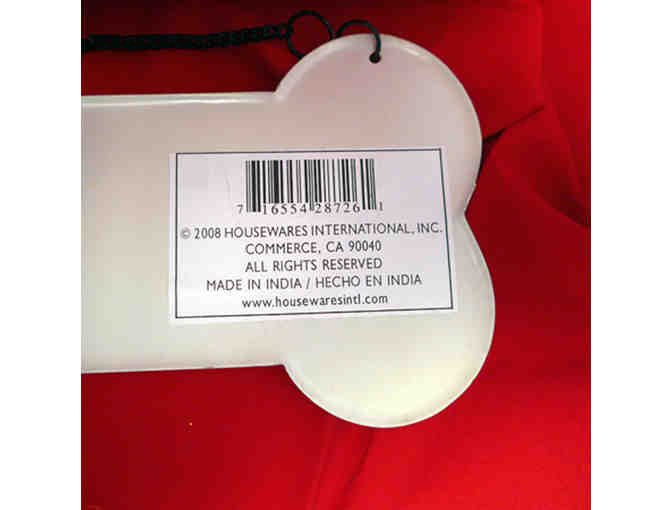 7 16554 28726 1
© 2008 HOUSEWARES INTERNATIONAL, INC.
COMMERCE, CA 90040
ALL RIGHTS RESERVED
MADE IN INDIA / HECHO EN INDIA
www.housewaresintl.com